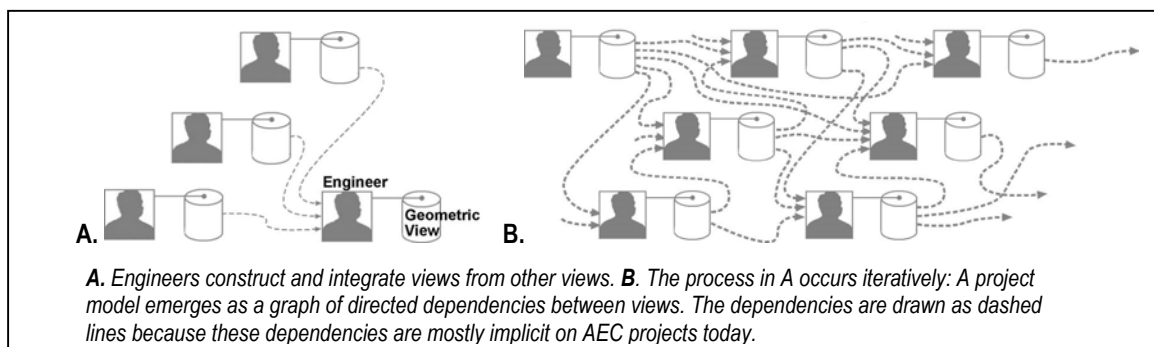 Engineer
Geometric
View
A.
B.
A. Engineers construct and integrate views from other views. B. The process in A occurs iteratively: A project
model emerges as a graph of directed dependencies between views. The dependencies are drawn as dashed
lines because these dependencies are mostly implicit on AEC projects today.